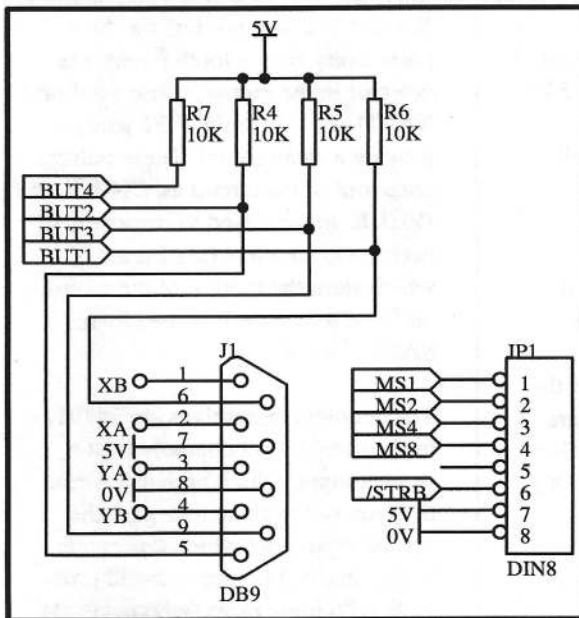 5V
R7 R4 R5 R6
10K 10K 10K 10K
BUT4
BUT2
BUT3
BUT1
J1
XB 1
6
XA 2
5V 7
YA 3
0V 8
YB 4
9
5
DB9
JP1
MS1 1
MS2 2
MS4 3
MS8 4
5
/STRB 6
5V 7
0V 8
DIN8